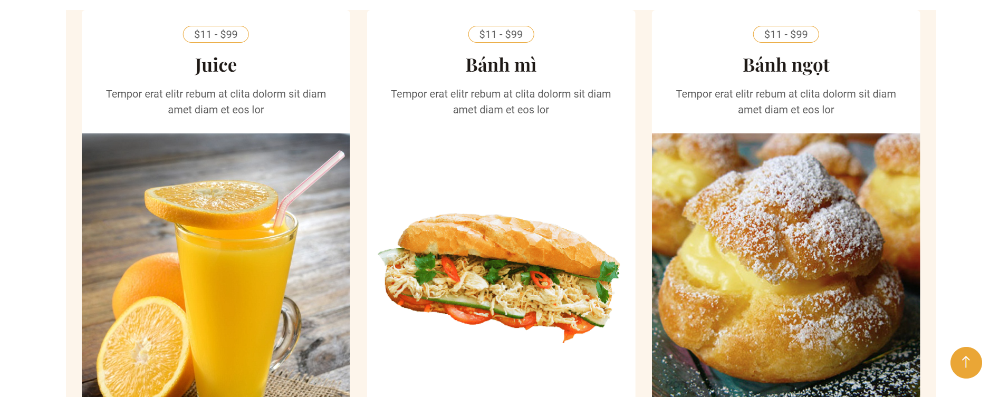 $11 - $99
Juice
Tempor erat elitr rebum at clita dolorm sit diam
amet diam et eos lor
$11 - $99
Bánh mì
Tempor erat elitr rebum at clita dolorm sit diam
amet diam et eos lor
$11 - $99
Bánh ngọt
Tempor erat elitr rebum at clita dolorm sit diam
amet diam et eos lor